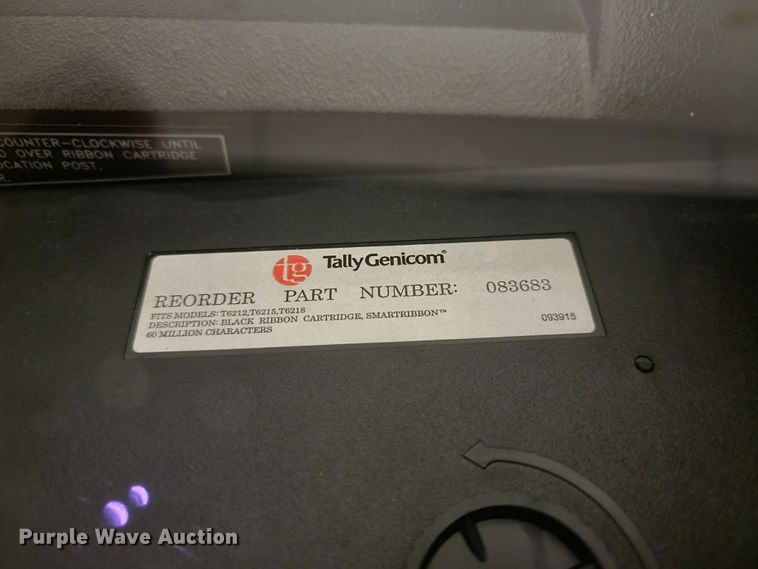 COUNTER-CLOCKWISE UNTIL
OVER RIBBON CARTRIDGE
POST.
tg TallyGenicom®
REORDER PART NUMBER: 083683
FITS MODELS: T6212,T6215,T6218
DESCRIPTION: BLACK RIBBON CARTRIDGE, SMARTRIBBON™
60 MILLION CHARACTERS
093915
Purple Wave Auction